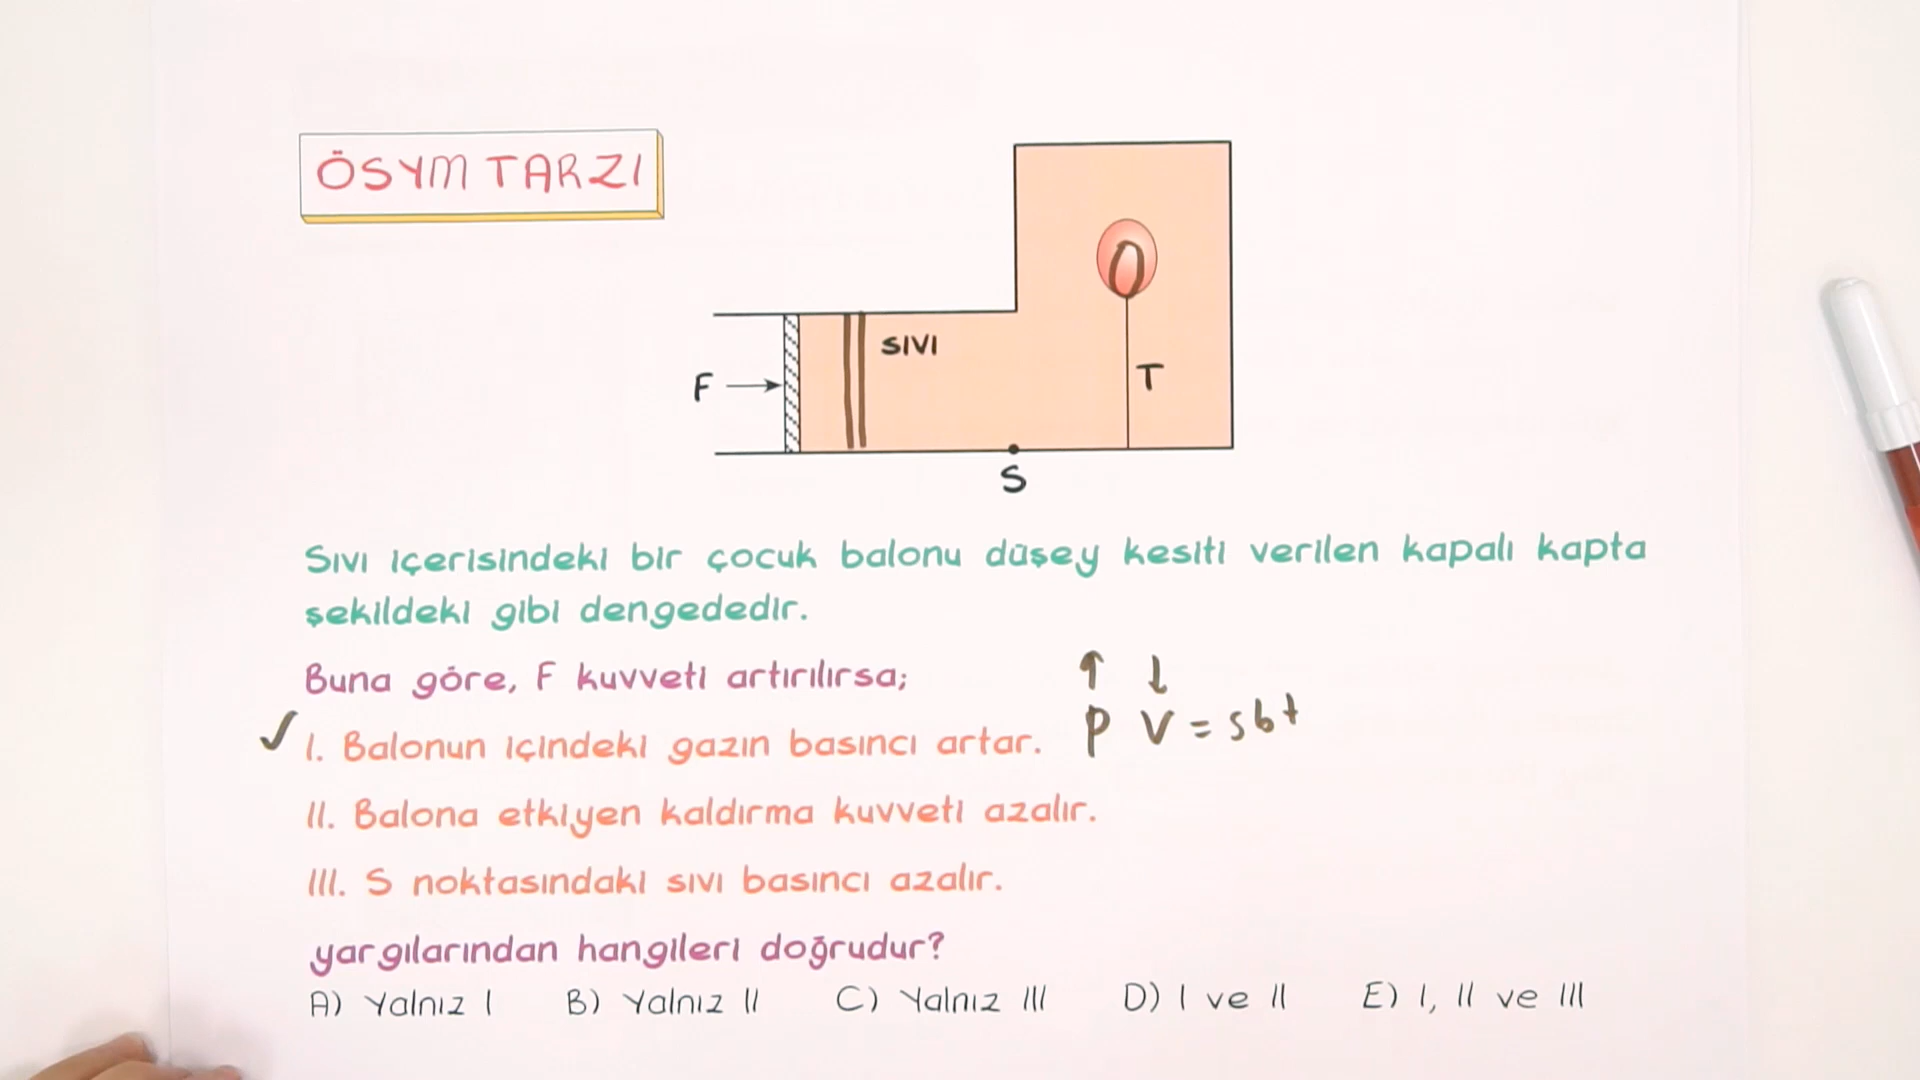 ÖSYM TARZI
SIVI
F
T
S
Sıvı içerisindeki bir çocuk balonu düşey kesiti verilen kapalı kapta
şekildeki gibi dengededir.
Buna göre, F kuvveti artırılırsa;
↑ ↓
P V = sbt
✓ I. Balonun içindeki gazın basıncı artar.
II. Balona etkiyen kaldırma kuvveti azalır.
III. S noktasındaki sıvı basıncı azalır.
yargılarından hangileri doğrudur?
A) Yalnız I B) Yalnız II C) Yalnız III D) I ve II E) I, II ve III